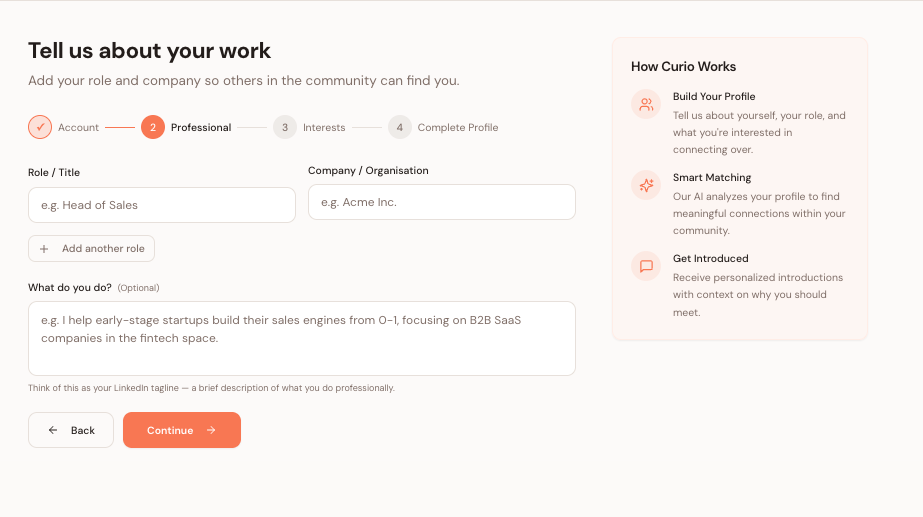 Tell us about your work
Add your role and company so others in the community can find you.
Account
2 Professional
3 Interests
4 Complete Profile
Role / Title
Company / Organisation
e.g. Head of Sales
e.g. Acme Inc.
+ Add another role
What do you do? (Optional)
e.g. I help early-stage startups build their sales engines from 0-1, focusing on B2B SaaS
companies in the fintech space.
Think of this as your LinkedIn tagline — a brief description of what you do professionally.
← Back
Continue →
How Curio Works
Build Your Profile
Tell us about yourself, your role, and
what you're interested in
connecting over.
Smart Matching
Our AI analyzes your profile to find
meaningful connections within your
community.
Get Introduced
Receive personalized introductions
with context on why you should
meet.